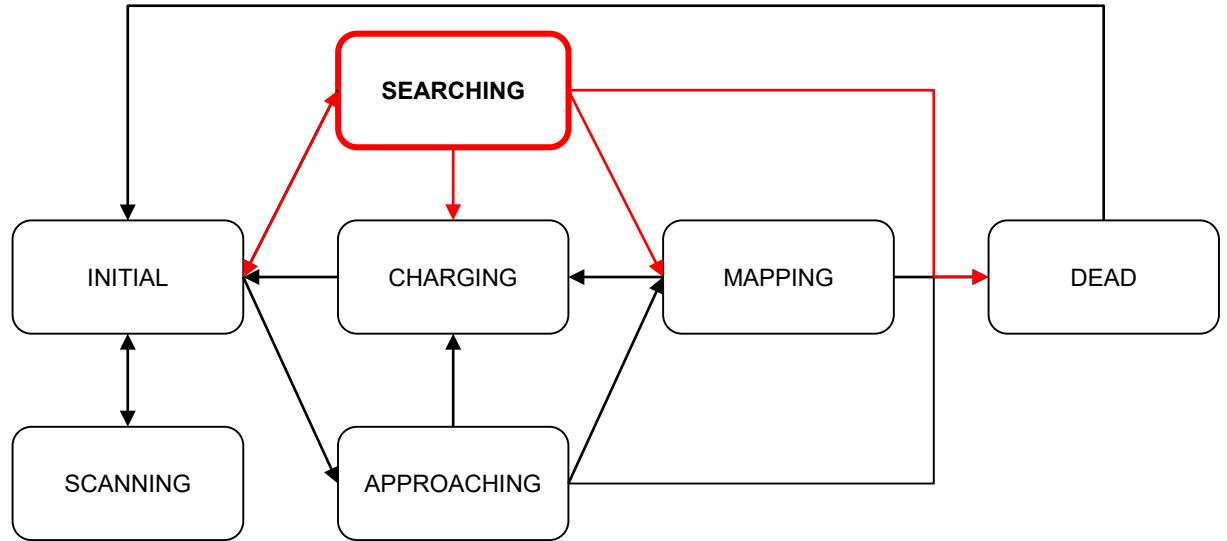 SEARCHING
INITIAL
CHARGING
MAPPING
DEAD
SCANNING
APPROACHING